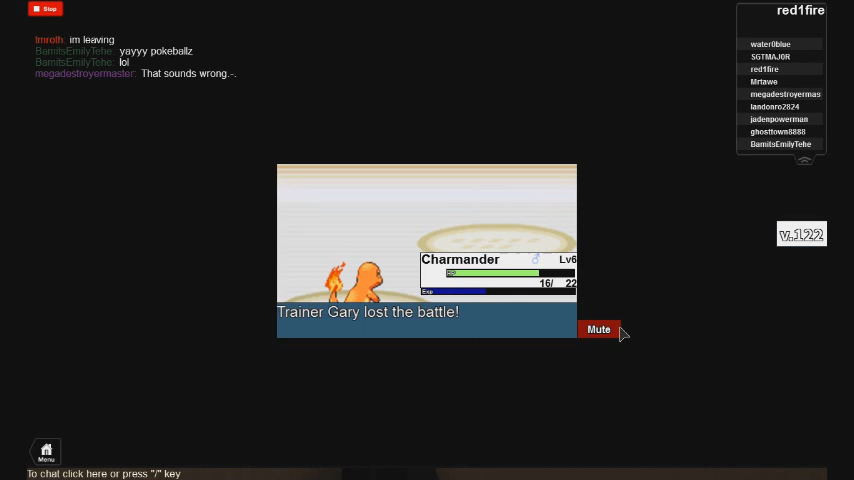 Stop
red1fire
tmroth: im leaving
BamitsEmilyTehe: yayyy pokeballz
BamitsEmilyTehe: lol
megadestroyermaster: That sounds wrong.-.
water0blue
SGTMAJ0R
red1fire
Mrtawe
megadestroyermas
landonro2824
jadenpowerman
ghosttown8888
BamitsEmilyTehe
v.122
Charmander ♂ Lv6
HP
16/ 22
Exp
Trainer Gary lost the battle!
Mute
Menu
To chat click here or press "/" key